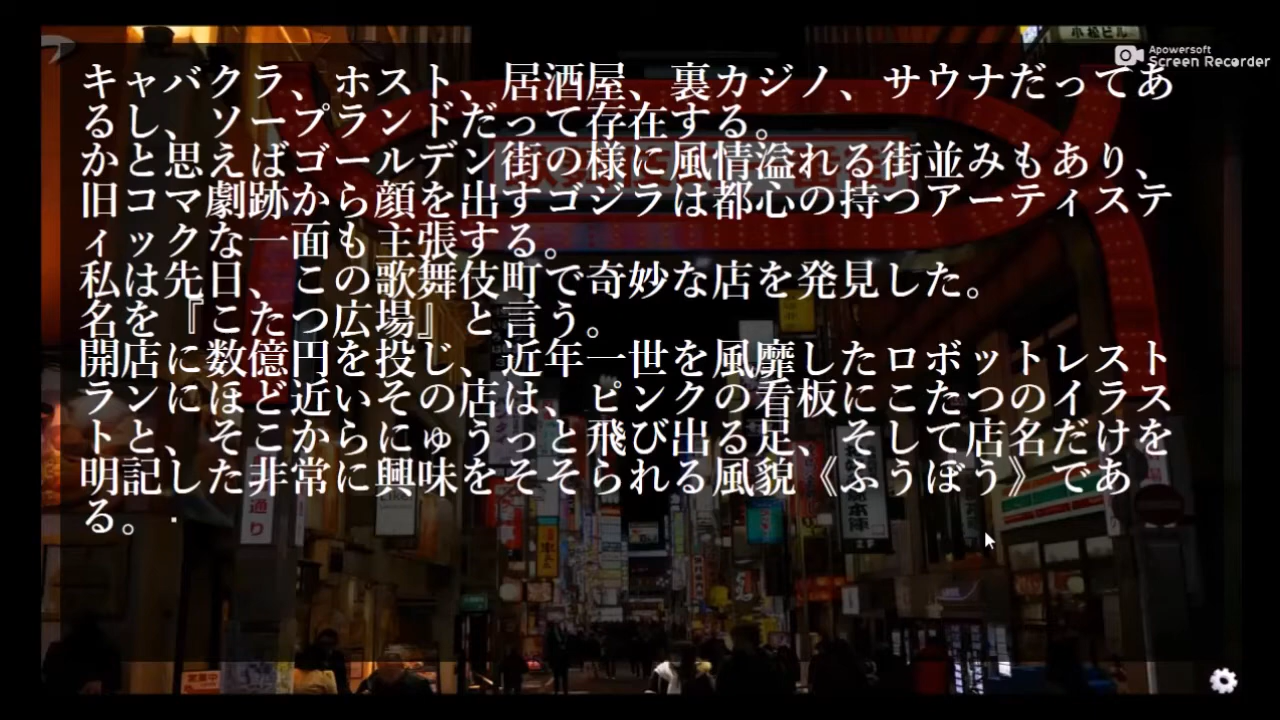 小松ビル
Apowersoft
Screen Recorder
キャバクラ、ホスト、居酒屋、裏カジノ、サウナだってあ
るし、ソープランドだって存在する。
かと思えばゴールデン街の様に風情溢れる街並みもあり、
旧コマ劇跡から顔を出すゴジラは都心の持つアーティステ
ィックな一面も主張する。
私は先日、この歌舞伎町で奇妙な店を発見した。
名を『こたつ広場』と言う。
開店に数億円を投じ、近年一世を風靡したロボットレスト
ランにほど近いその店は、ピンクの看板にこたつのイラス
トと、そこからにゅうっと飛び出る足、そして店名だけを
明記した非常に興味をそそられる風貌《ふうぼう》であ
る。
通り
営業中